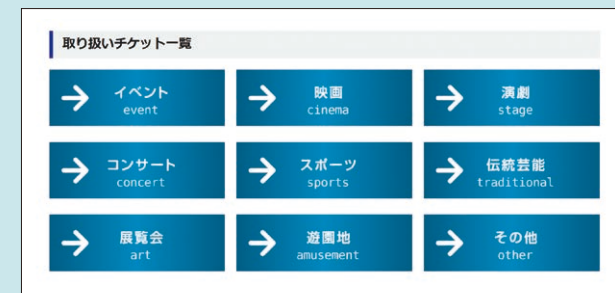 取り扱いチケット一覧
イベント
event
映画
cinema
演劇
stage
コンサート
concert
スポーツ
sports
伝統芸能
traditional
展覧会
art
遊園地
amusement
その他
other